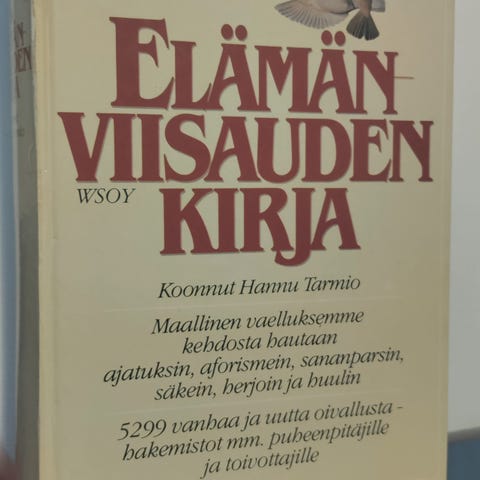 ELÄMÄN-
VIISAUDEN
WSOY
KIRJA
Koonnut Hannu Tarmio
Maallinen vaelluksemme
kehdosta hautaan
ajatuksin, aforismein, sananparsin,
säkein, herjoin ja huulin
5299 vanhaa ja uutta oivallusta -
hakemistot mm. puheenpitäjille
ja toivottajille